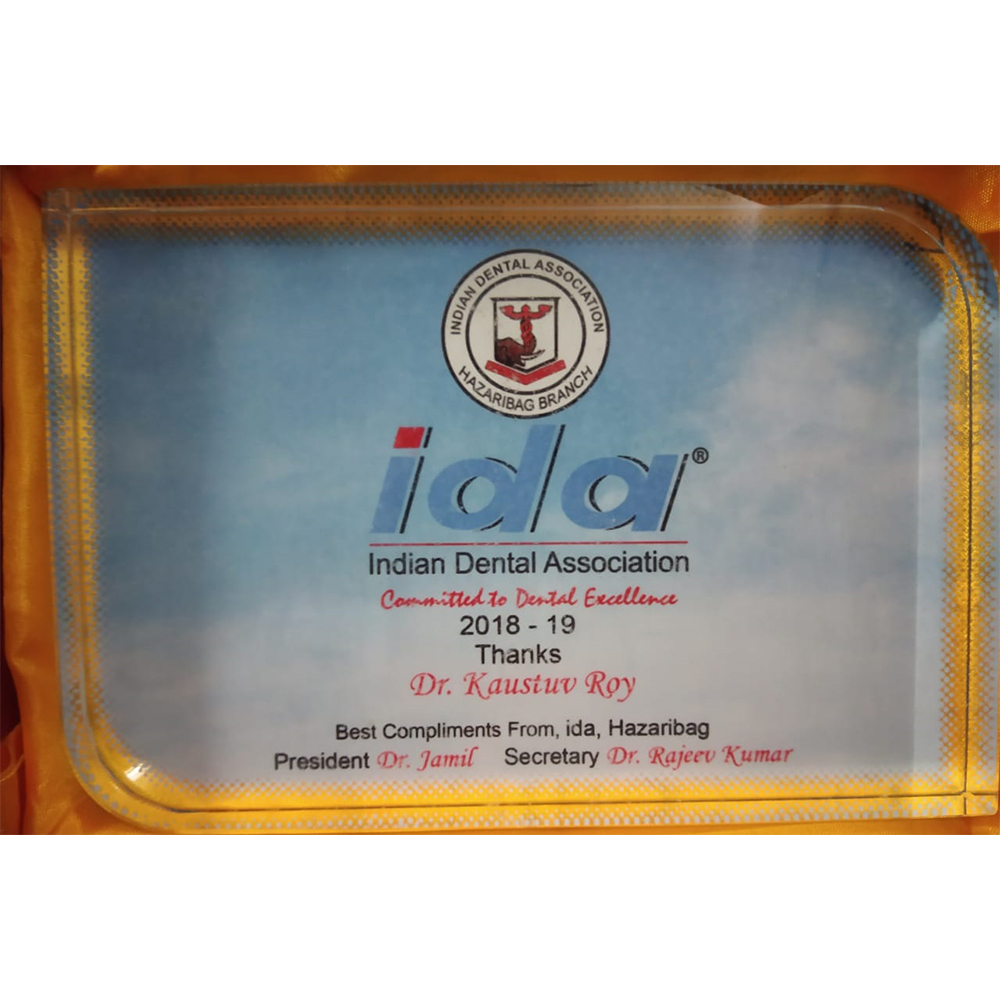 INDIAN DENTAL ASSOCIATION
HAZARIBAG BRANCH
ida®
Indian Dental Association
Committed to Dental Excellence
2018 - 19
Thanks
Dr. Kaustuv Roy
Best Compliments From, ida, Hazaribag
President Dr. Jamil Secretary Dr. Rajeev Kumar